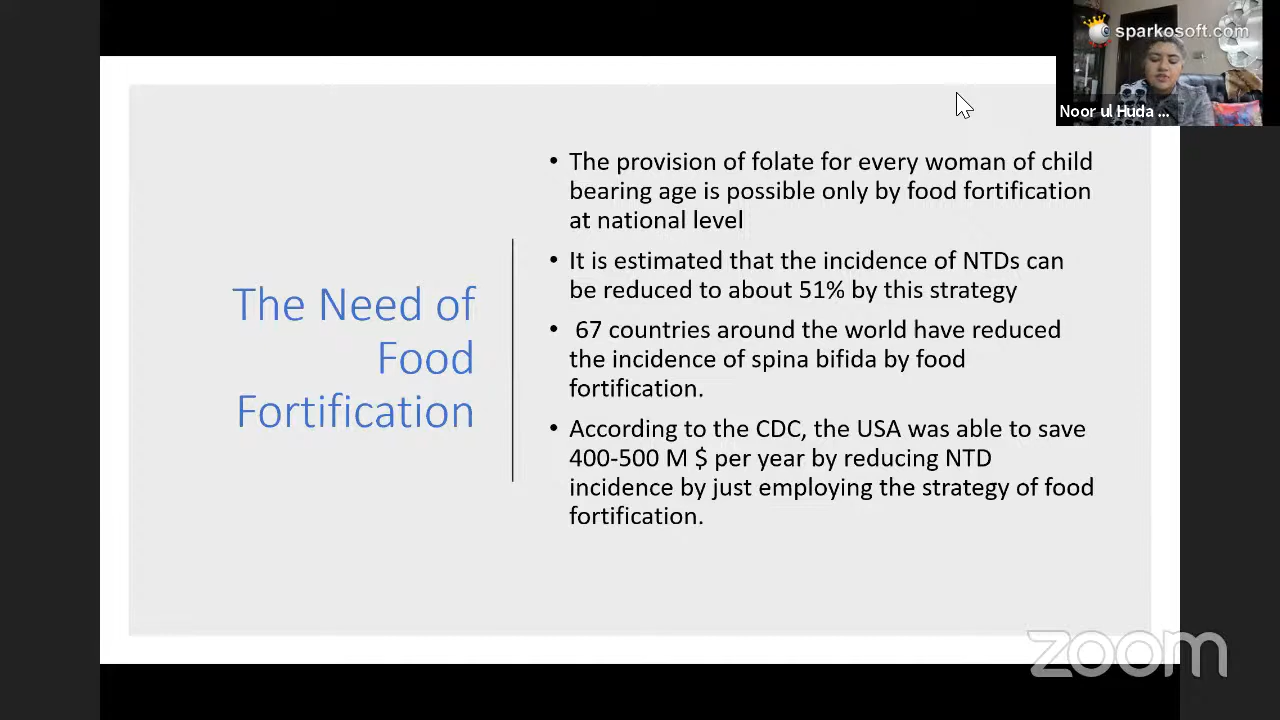 sparkosoft.com
Noor ul Huda ...
The Need of
Food
Fortification
• The provision of folate for every woman of child
bearing age is possible only by food fortification
at national level
• It is estimated that the incidence of NTDs can
be reduced to about 51% by this strategy
• 67 countries around the world have reduced
the incidence of spina bifida by food
fortification.
• According to the CDC, the USA was able to save
400-500 M $ per year by reducing NTD
incidence by just employing the strategy of food
fortification.
zoom